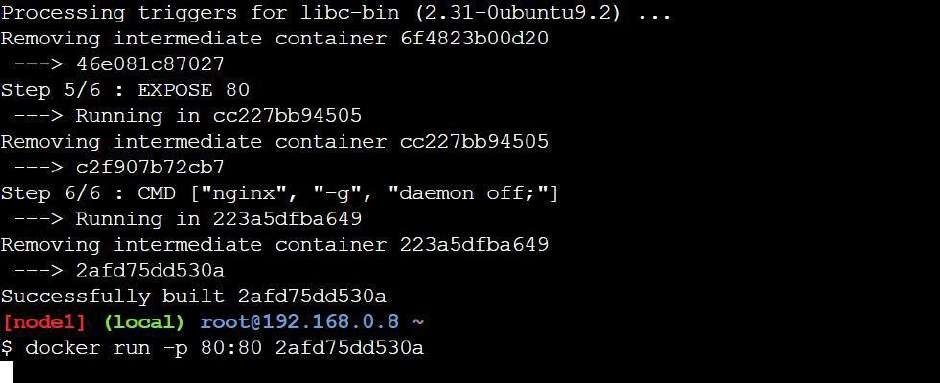 Processing triggers for libc-bin (2.31-0ubuntu9.2) ...
Removing intermediate container 6f4823b00d20
 ---> 46e081c87027
Step 5/6 : EXPOSE 80
 ---> Running in cc227bb94505
Removing intermediate container cc227bb94505
 ---> c2f907b72cb7
Step 6/6 : CMD ["nginx", "-g", "daemon off;"]
 ---> Running in 223a5dfba649
Removing intermediate container 223a5dfba649
 ---> 2afd75dd530a
Successfully built 2afd75dd530a
[node1] (local) root@192.168.0.8 ~
$ docker run -p 80:80 2afd75dd530a